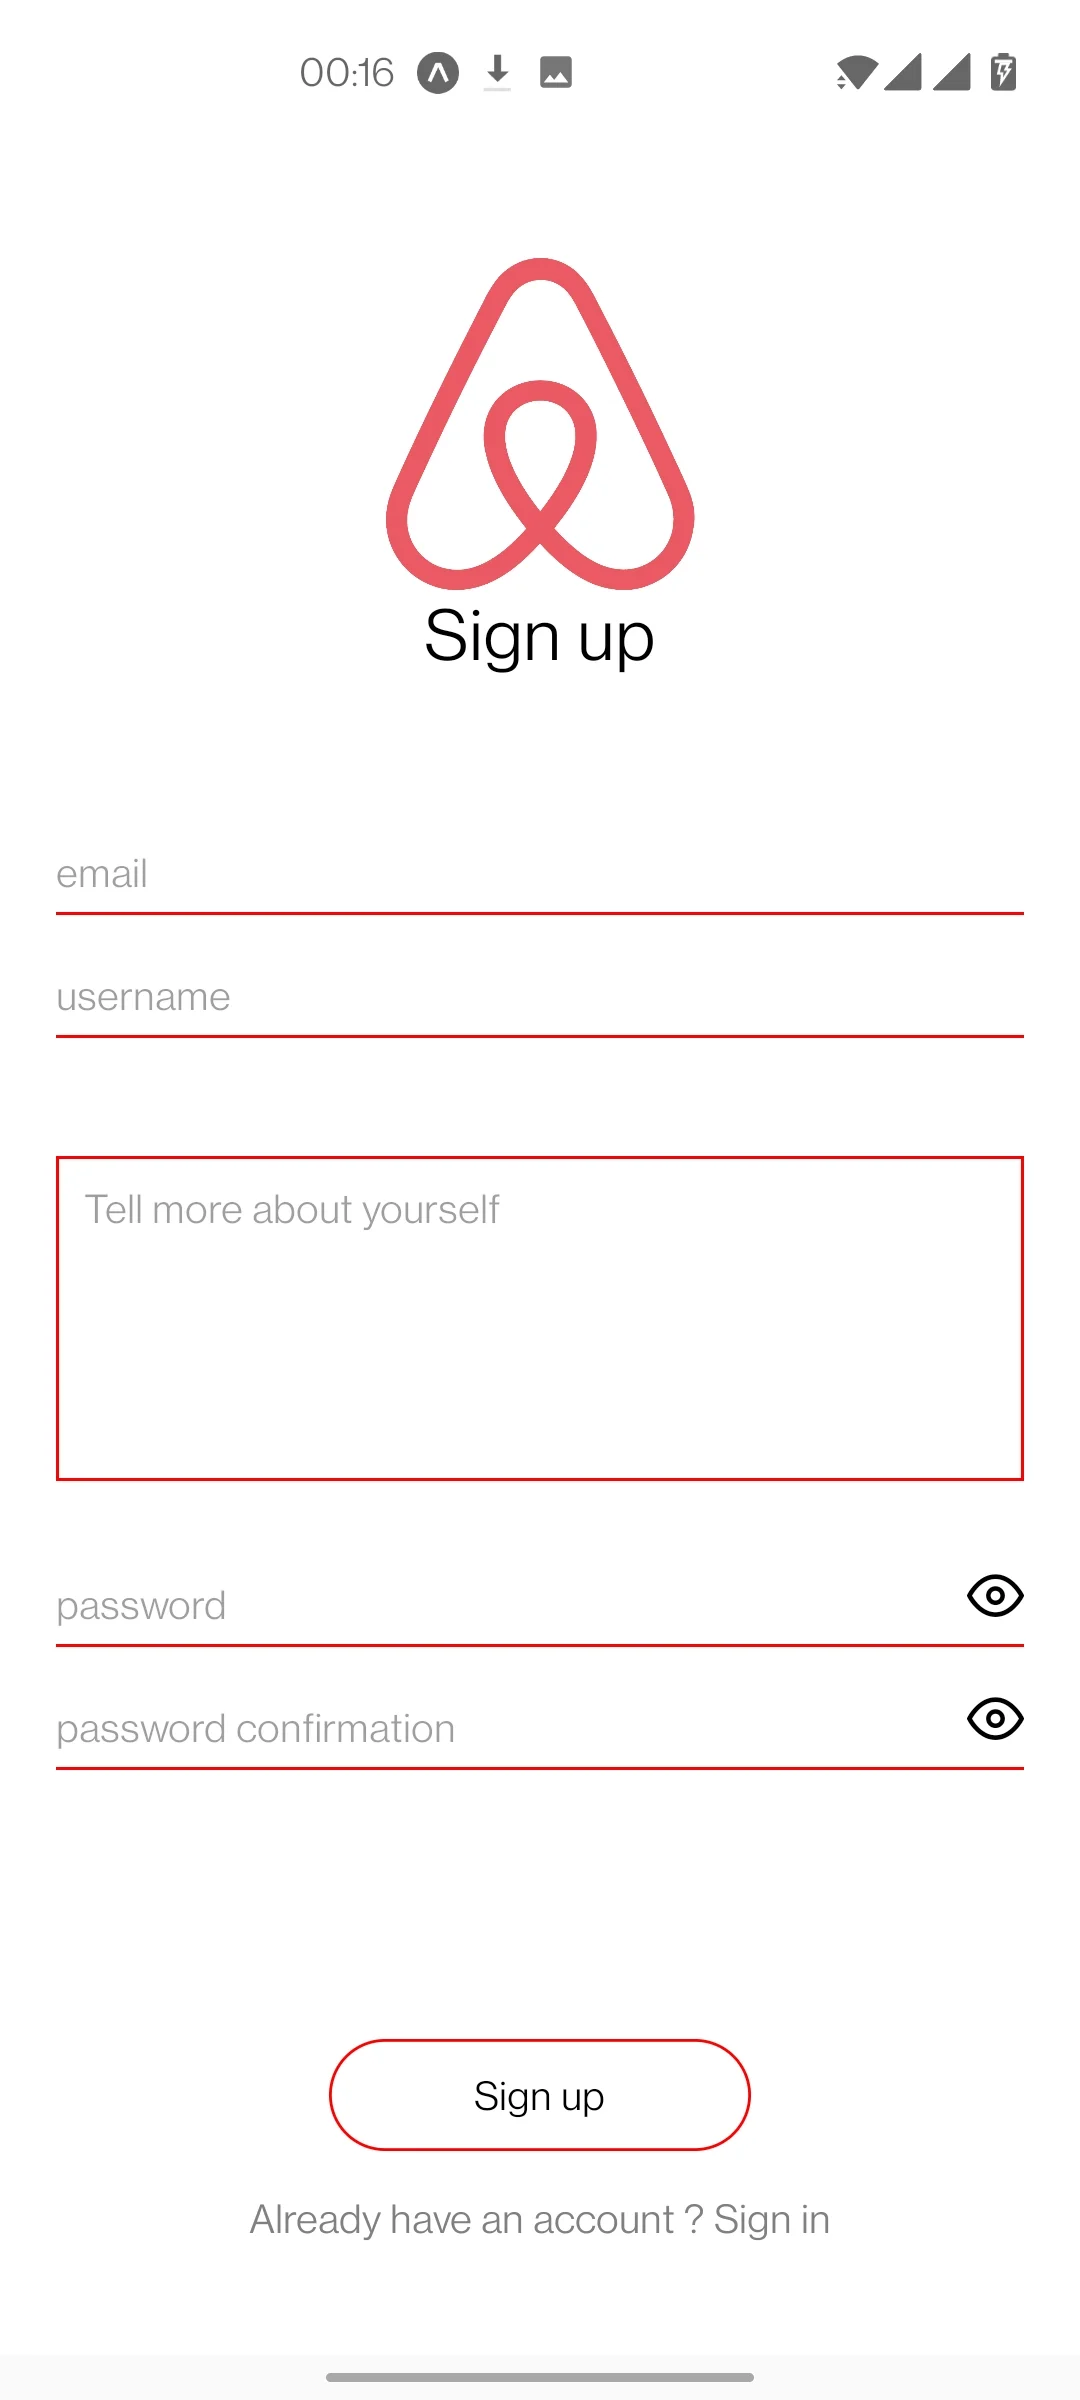 00:16
Sign up
email
username
Tell more about yourself
password
password confirmation
Sign up
Already have an account ? Sign in